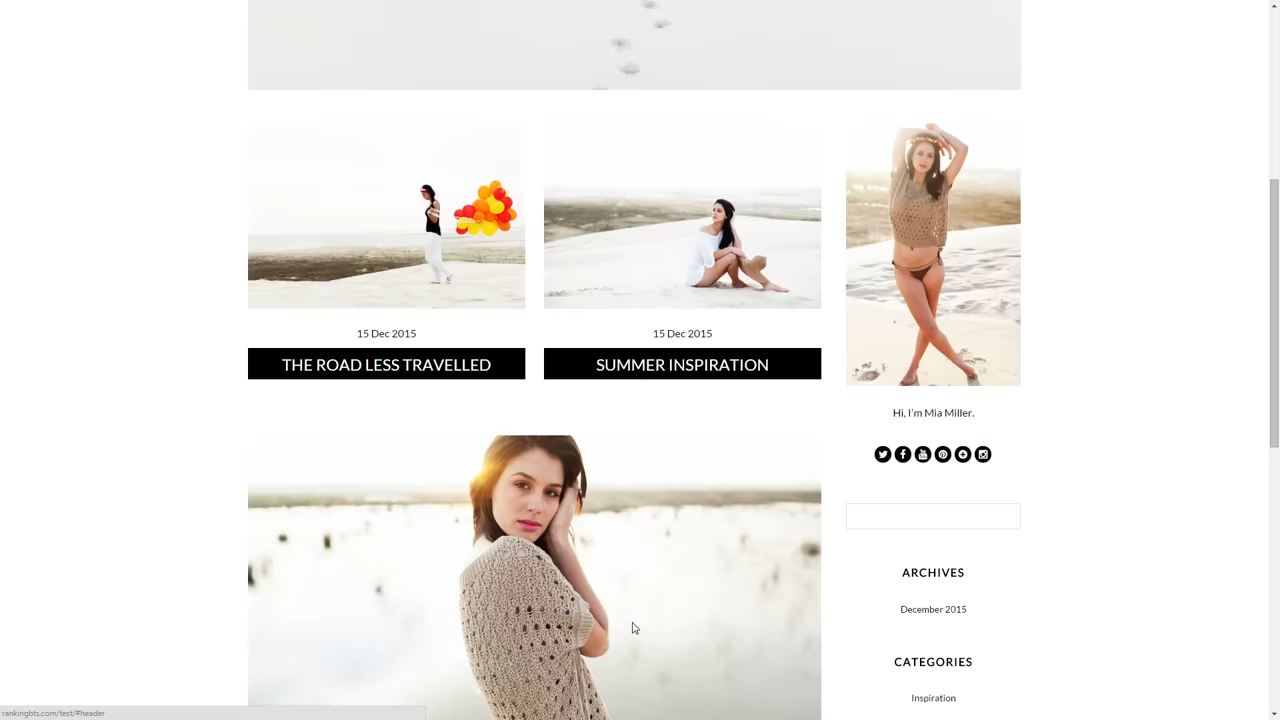 15 Dec 2015
THE ROAD LESS TRAVELLED
15 Dec 2015
SUMMER INSPIRATION
Hi, I'm Mia Miller.
ARCHIVES
December 2015
CATEGORIES
Inspiration
rankingbts.com/test/#header